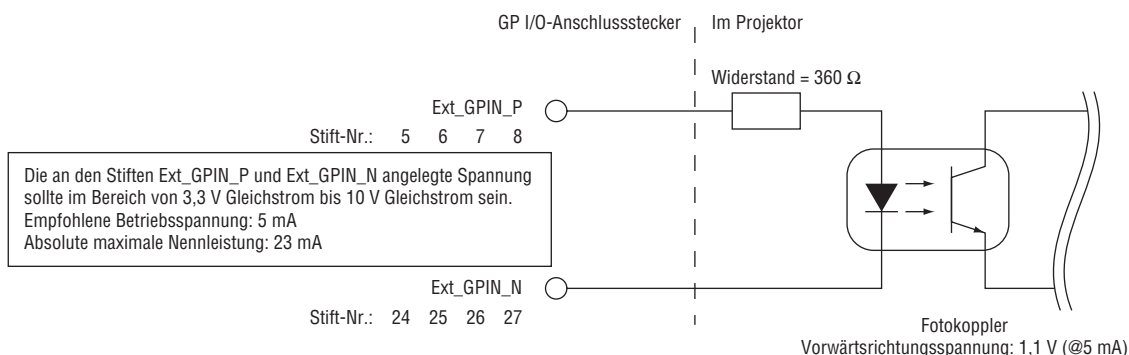 GP I/O-Anschlussstecker
Im Projektor
Widerstand = 360 Ω
Ext_GPIN_P
Stift-Nr.: 5 6 7 8
Die an den Stiften Ext_GPIN_P und Ext_GPIN_N angelegte Spannung
sollte im Bereich von 3,3 V Gleichstrom bis 10 V Gleichstrom sein.
Empfohlene Betriebsspannung: 5 mA
Absolute maximale Nennleistung: 23 mA
Ext_GPIN_N
Stift-Nr.: 24 25 26 27
Fotokoppler
Vorwärtsrichtungsspannung: 1,1 V (@5 mA)